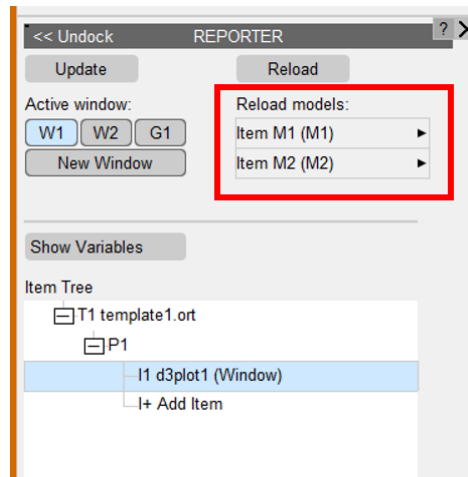 << Undock REPORTER ?
Update Reload
Active window: Reload models:
W1 W2 G1 Item M1 (M1)
New Window Item M2 (M2)
Show Variables
Item Tree
T1 template1.ort
P1
I1 d3plot1 (Window)
I+ Add Item